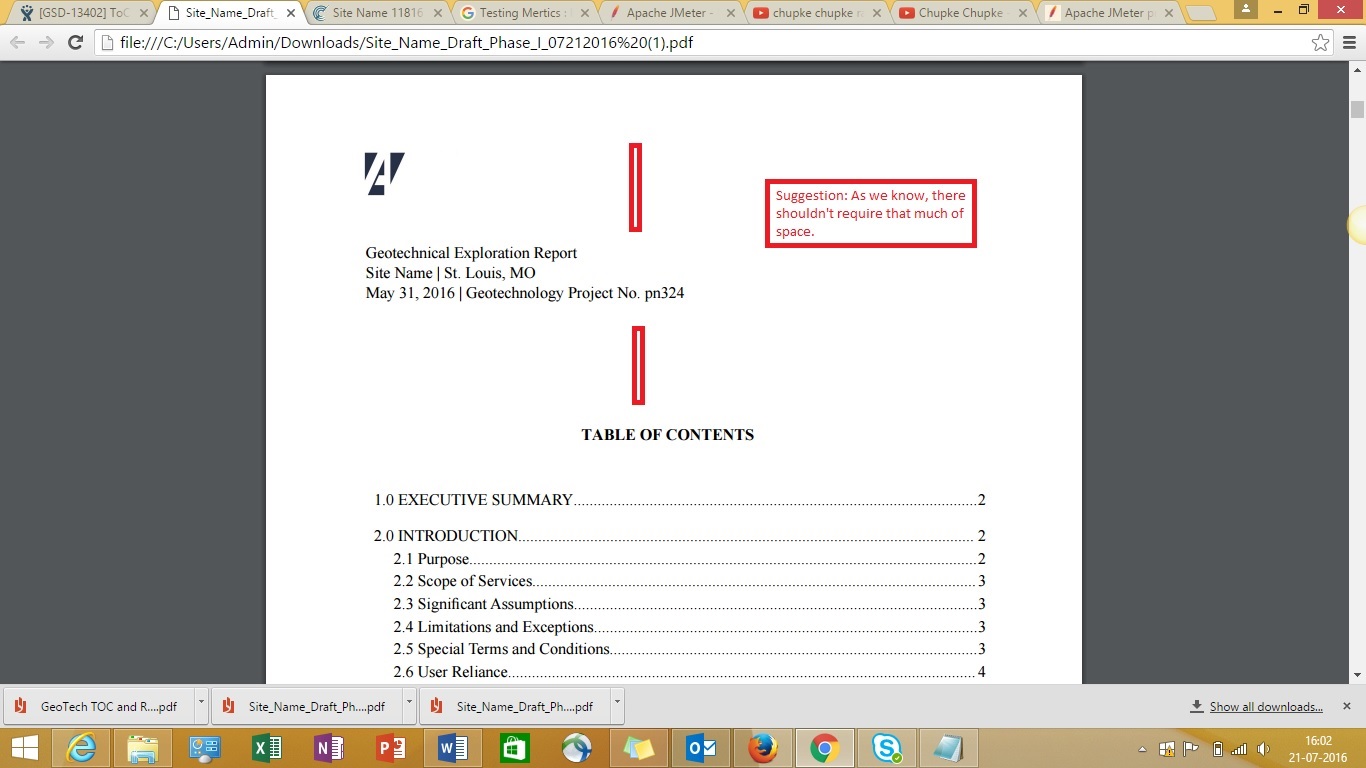 [GSD-13402] ToC
Site_Name_Draft_
Site Name 11816
Testing Mertics :
Apache JMeter -
chupke chupke r
Chupke Chupke -
Apache JMeter p
file:///C:/Users/Admin/Downloads/Site_Name_Draft_Phase_I_07212016%20(1).pdf
Suggestion: As we know, there
shouldn't require that much of
space.
Geotechnical Exploration Report
Site Name | St. Louis, MO
May 31, 2016 | Geotechnology Project No. pn324
TABLE OF CONTENTS
1.0 EXECUTIVE SUMMARY 2
2.0 INTRODUCTION 2
2.1 Purpose 2
2.2 Scope of Services 3
2.3 Significant Assumptions 3
2.4 Limitations and Exceptions 3
2.5 Special Terms and Conditions 3
2.6 User Reliance 4
GeoTech TOC and R....pdf
Site_Name_Draft_Ph....pdf
Site_Name_Draft_Ph....pdf
Show all downloads...
16:02
21-07-2016